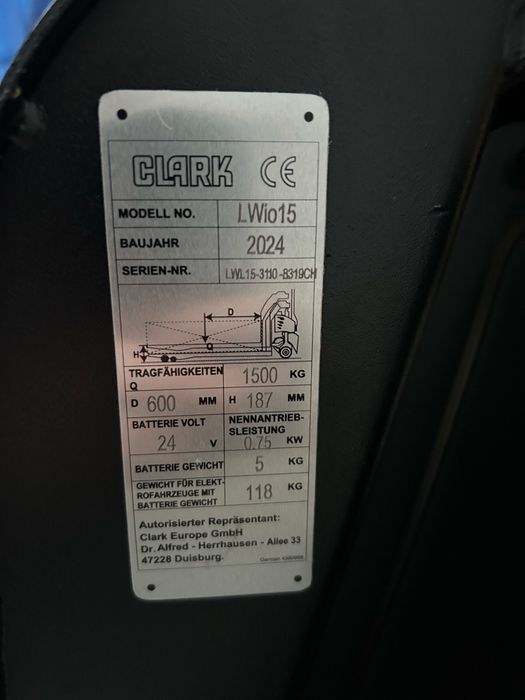 CLARK CE
MODELL NO. LWio15
BAUJAHR 2024
SERIEN-NR. LWL15-3110-8319CH
D
H Q
TRAGFÄHIGKEITEN
Q 1500 KG
D 600 MM H 187 MM
BATTERIE VOLT
24 V
NENNANTRIEB-
SLEISTUNG
0.75 KW
BATTERIE GEWICHT 5 KG
GEWICHT FÜR ELEKT-
ROFAHRZEUGE MIT
BATTERIE GEWICHT
118 KG
Autorisierter Repräsentant:
Clark Europe GmbH
Dr. Alfred - Herrhausen - Allee 33
47228 Duisburg.
German